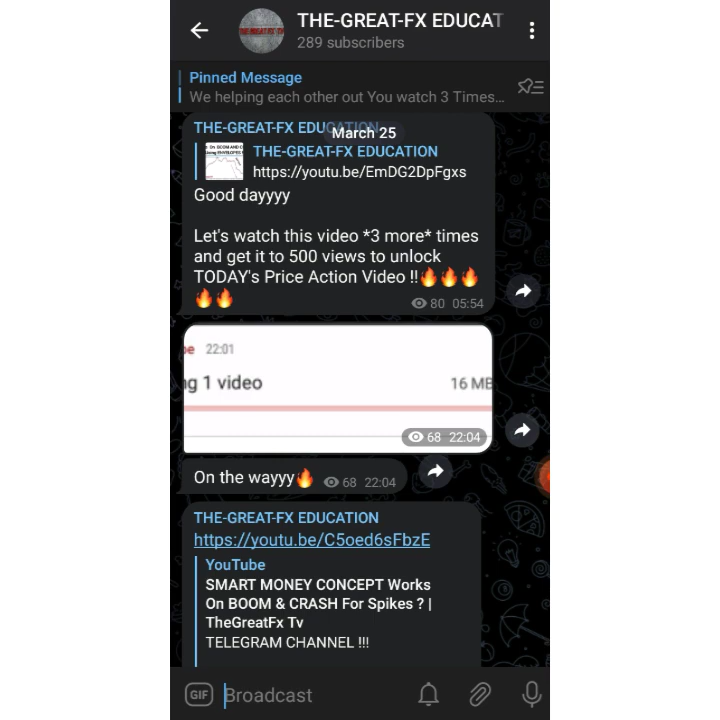 THE-GREAT-FX EDUCAT
289 subscribers
Pinned Message
We helping each other out You watch 3 Times...
THE-GREAT-FX EDUCATION
March 25
THE-GREAT-FX EDUCATION
https://youtu.be/EmDG2DpFgxs
Good dayyyy
Let's watch this video *3 more* times
and get it to 500 views to unlock
TODAY's Price Action Video !!🔥🔥🔥
🔥🔥
80 05:54
22:01
ng 1 video
16 MB
68 22:04
On the wayyy🔥 68 22:04
THE-GREAT-FX EDUCATION
https://youtu.be/C5oed6sFbzE
YouTube
SMART MONEY CONCEPT Works
On BOOM & CRASH For Spikes ? |
TheGreatFx Tv
TELEGRAM CHANNEL !!!
GIF Broadcast